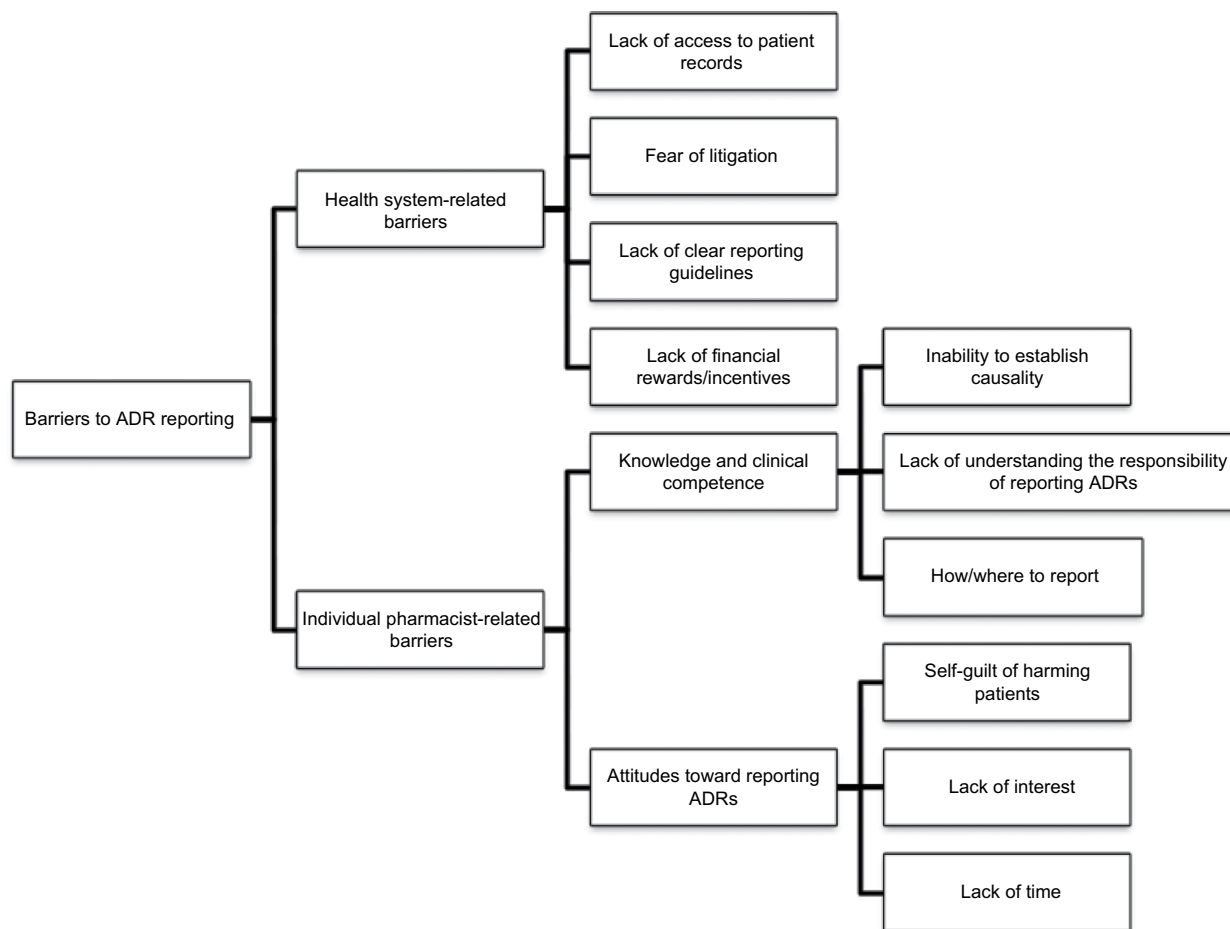 Lack of access to patient
records
Fear of litigation
Health system-related
barriers
Lack of clear reporting
guidelines
Lack of financial
rewards/incentives
Inability to establish
causality
Barriers to ADR reporting
Knowledge and clinical
competence
Lack of understanding the responsibility
of reporting ADRs
How/where to report
Individual pharmacist-related
barriers
Self-guilt of harming
patients
Attitudes toward reporting
ADRs
Lack of interest
Lack of time